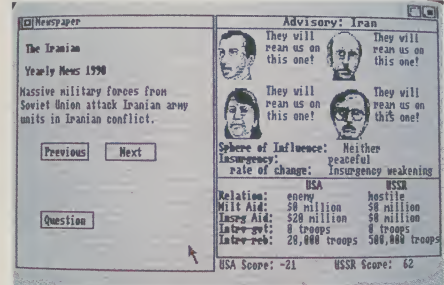 Newspaper
The Iranian
Yearly News 1990
Massive military forces from
Soviet Union attack Iranian army
units in Iranian conflict.
Previous
Next
Question
Advisory: Iran
They will
ream us on
this one!
They will
ream us on
this one!
They will
ream us on
this one!
They will
ream us on
this one!
Sphere of Influence: Neither
Insurgency: peaceful
rate of change: Insurgency weakening
USA USSR
Relation: enemy hostile
Milt Aid: $0 million $0 million
Insrg Aid: $20 million $0 million
Intrv gvt: 0 troops 0 troops
Intrv reb: 20,000 troops 500,000 troops
USA Score: -21 USSR Score: 62